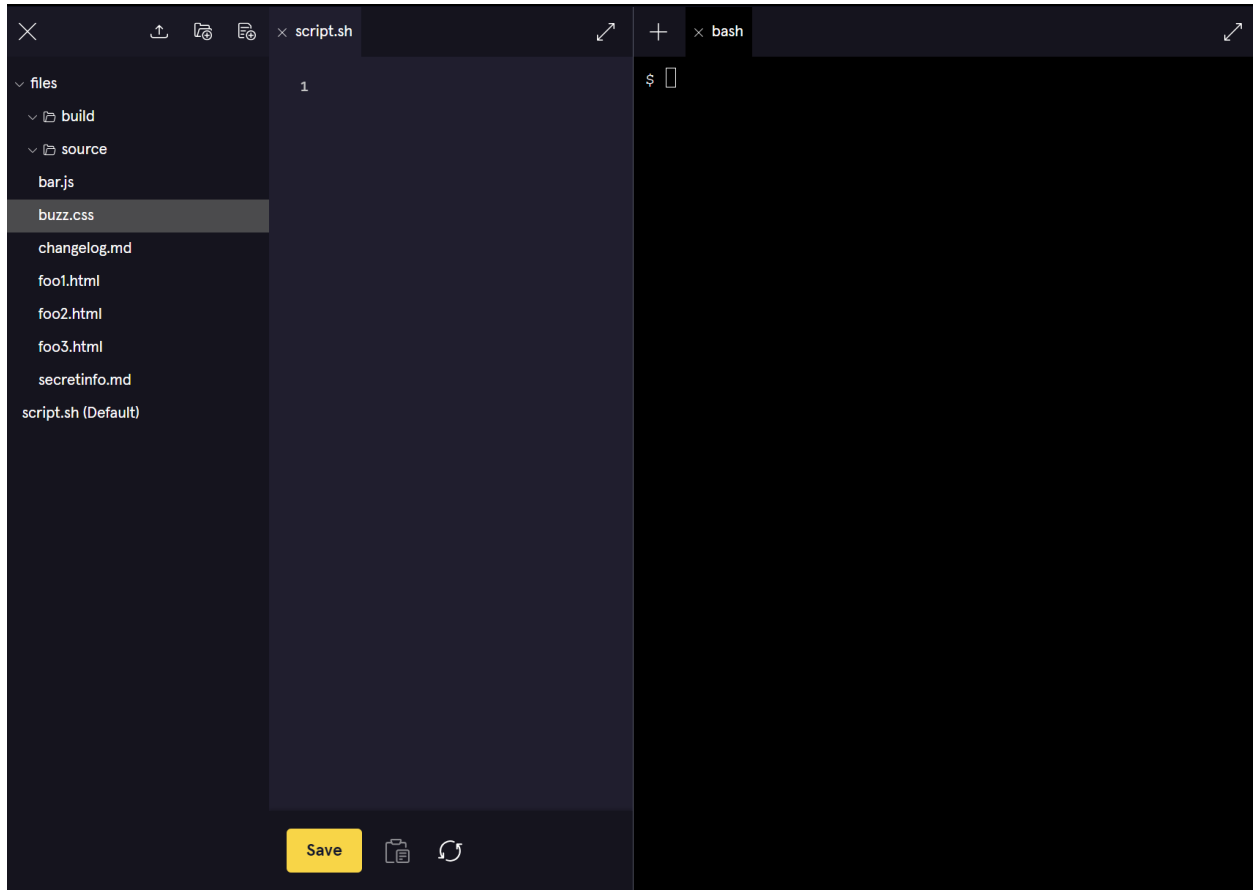 script.sh
bash
files
build
source
bar.js
buzz.css
changelog.md
foo1.html
foo2.html
foo3.html
secretinfo.md
script.sh (Default)
1
Save
$